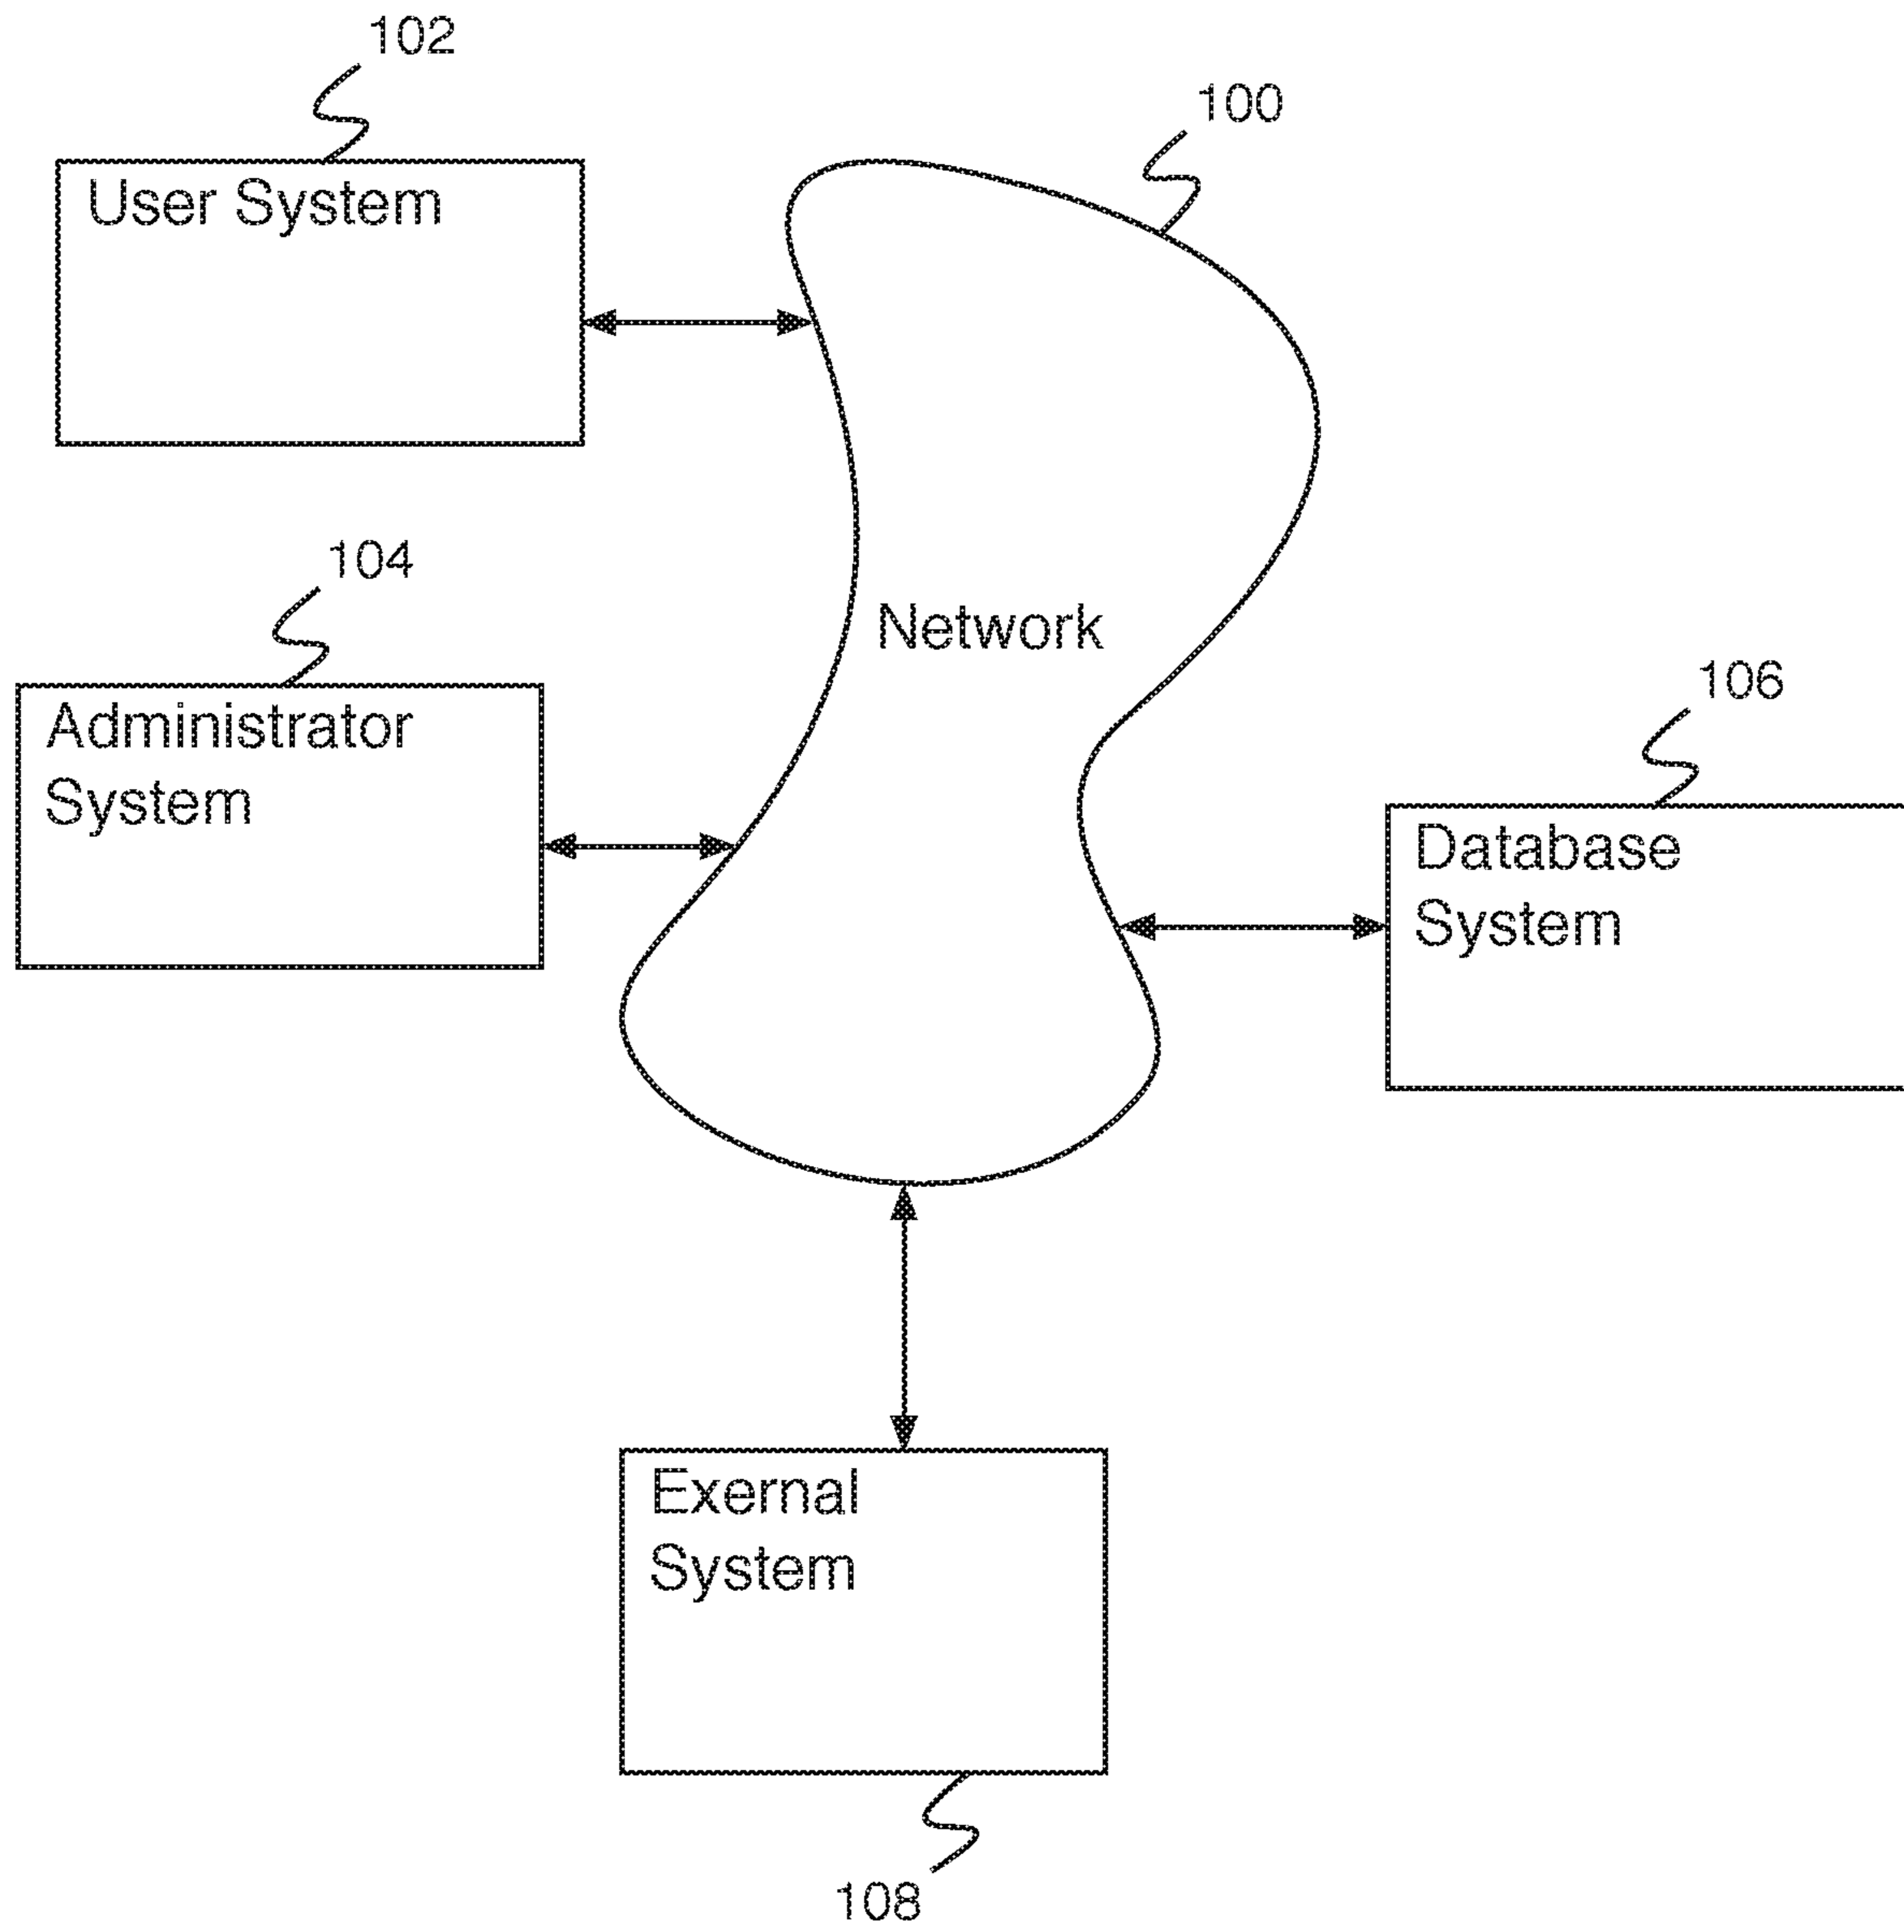 102
100
User System
104
Network
106
Administrator
System
Database
System
Exernal
System
108